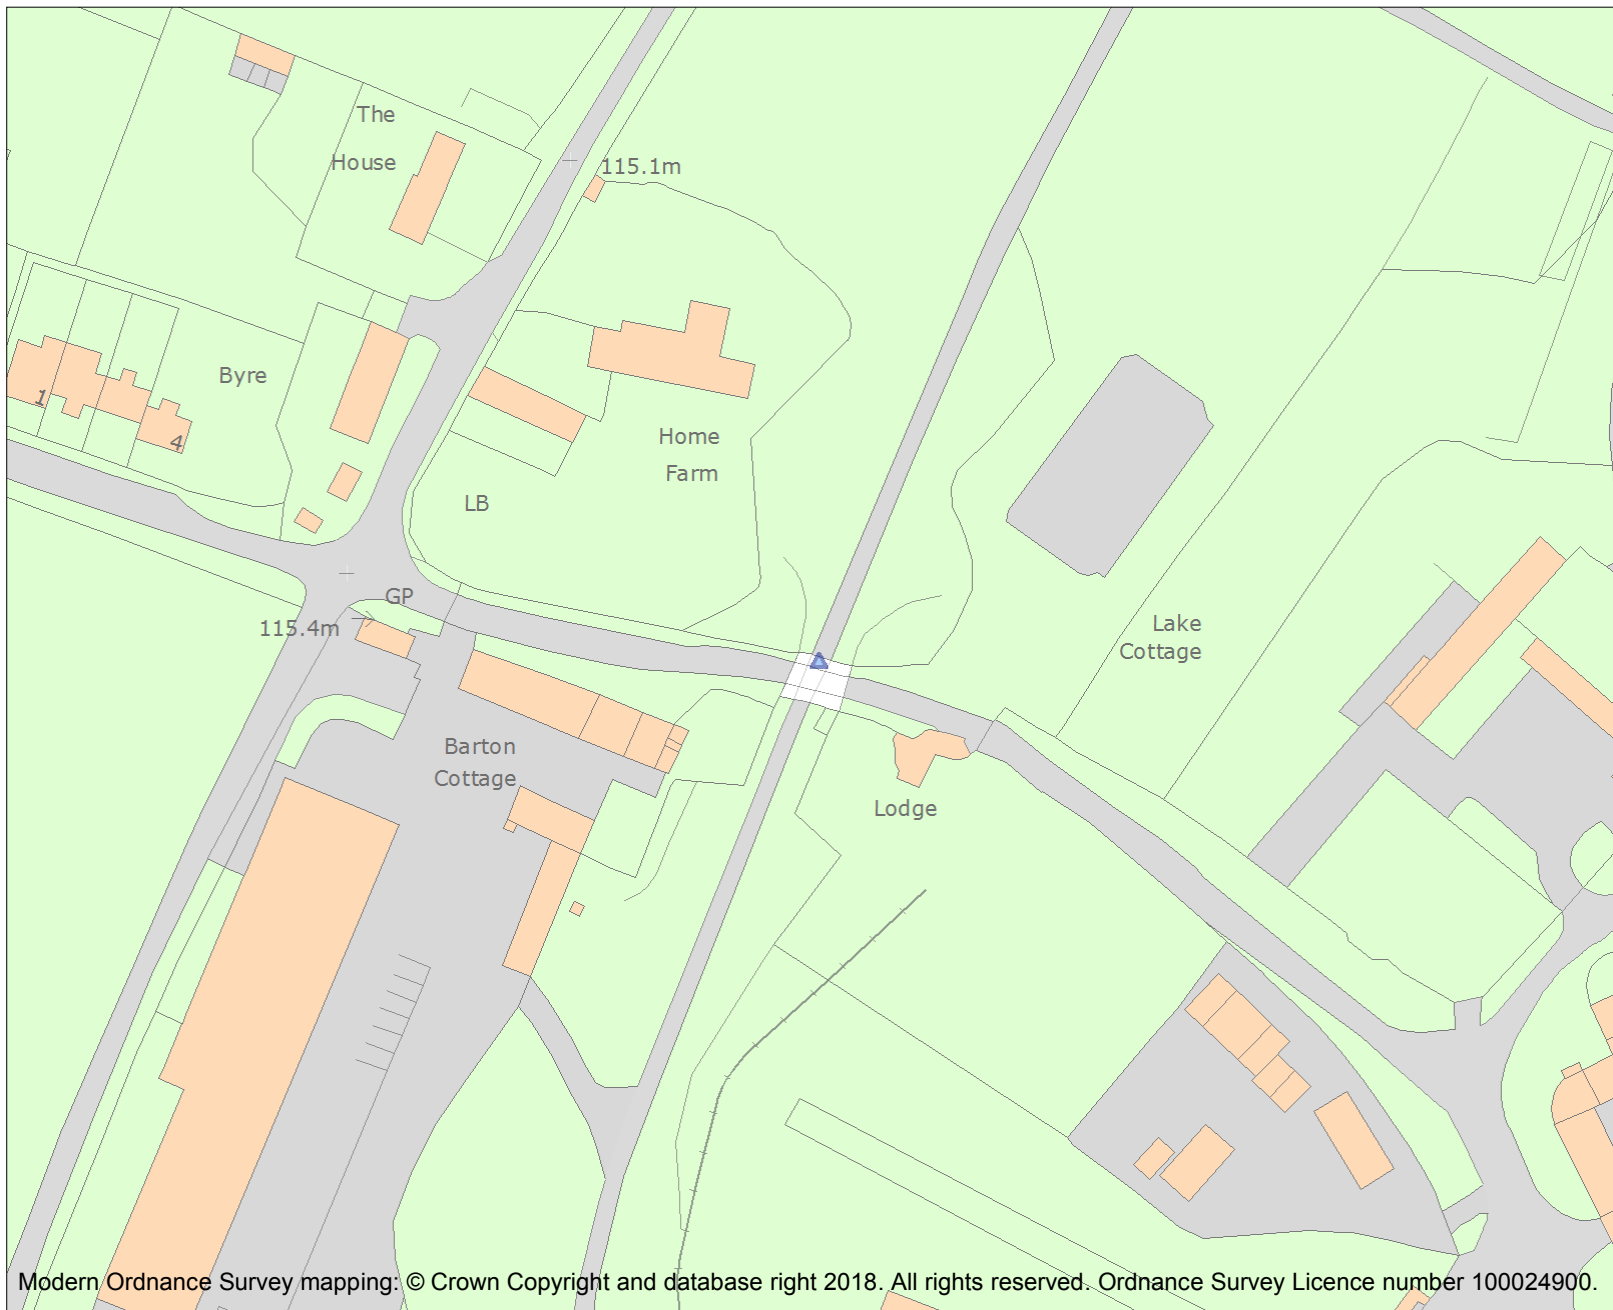 The
House
115.1m
Byre
1
4
Home
Farm
LB
GP
115.4m
Lake
Cottage
Barton
Cottage
Lodge
Modern Ordnance Survey mapping: © Crown Copyright and database right 2018. All rights reserved. Ordnance Survey Licence number 100024900.